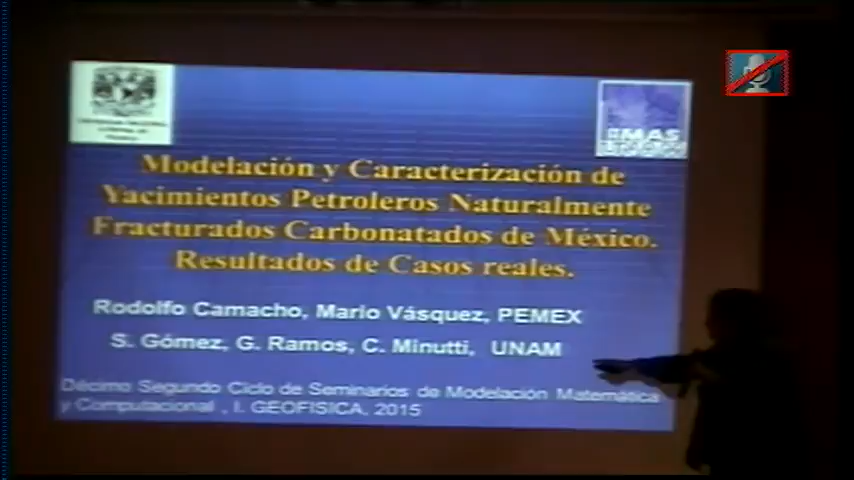 IIMAS
Modelación y Caracterización de
Yacimientos Petroleros Naturalmente
Fracturados Carbonatados de México.
Resultados de Casos reales.
Rodolfo Camacho, Mario Vásquez, PEMEX
S. Gómez, G. Ramos, C. Minutti, UNAM
Décimo Segundo Ciclo de Seminarios de Modelación Matemática
y Computacional , I. GEOFISICA, 2015